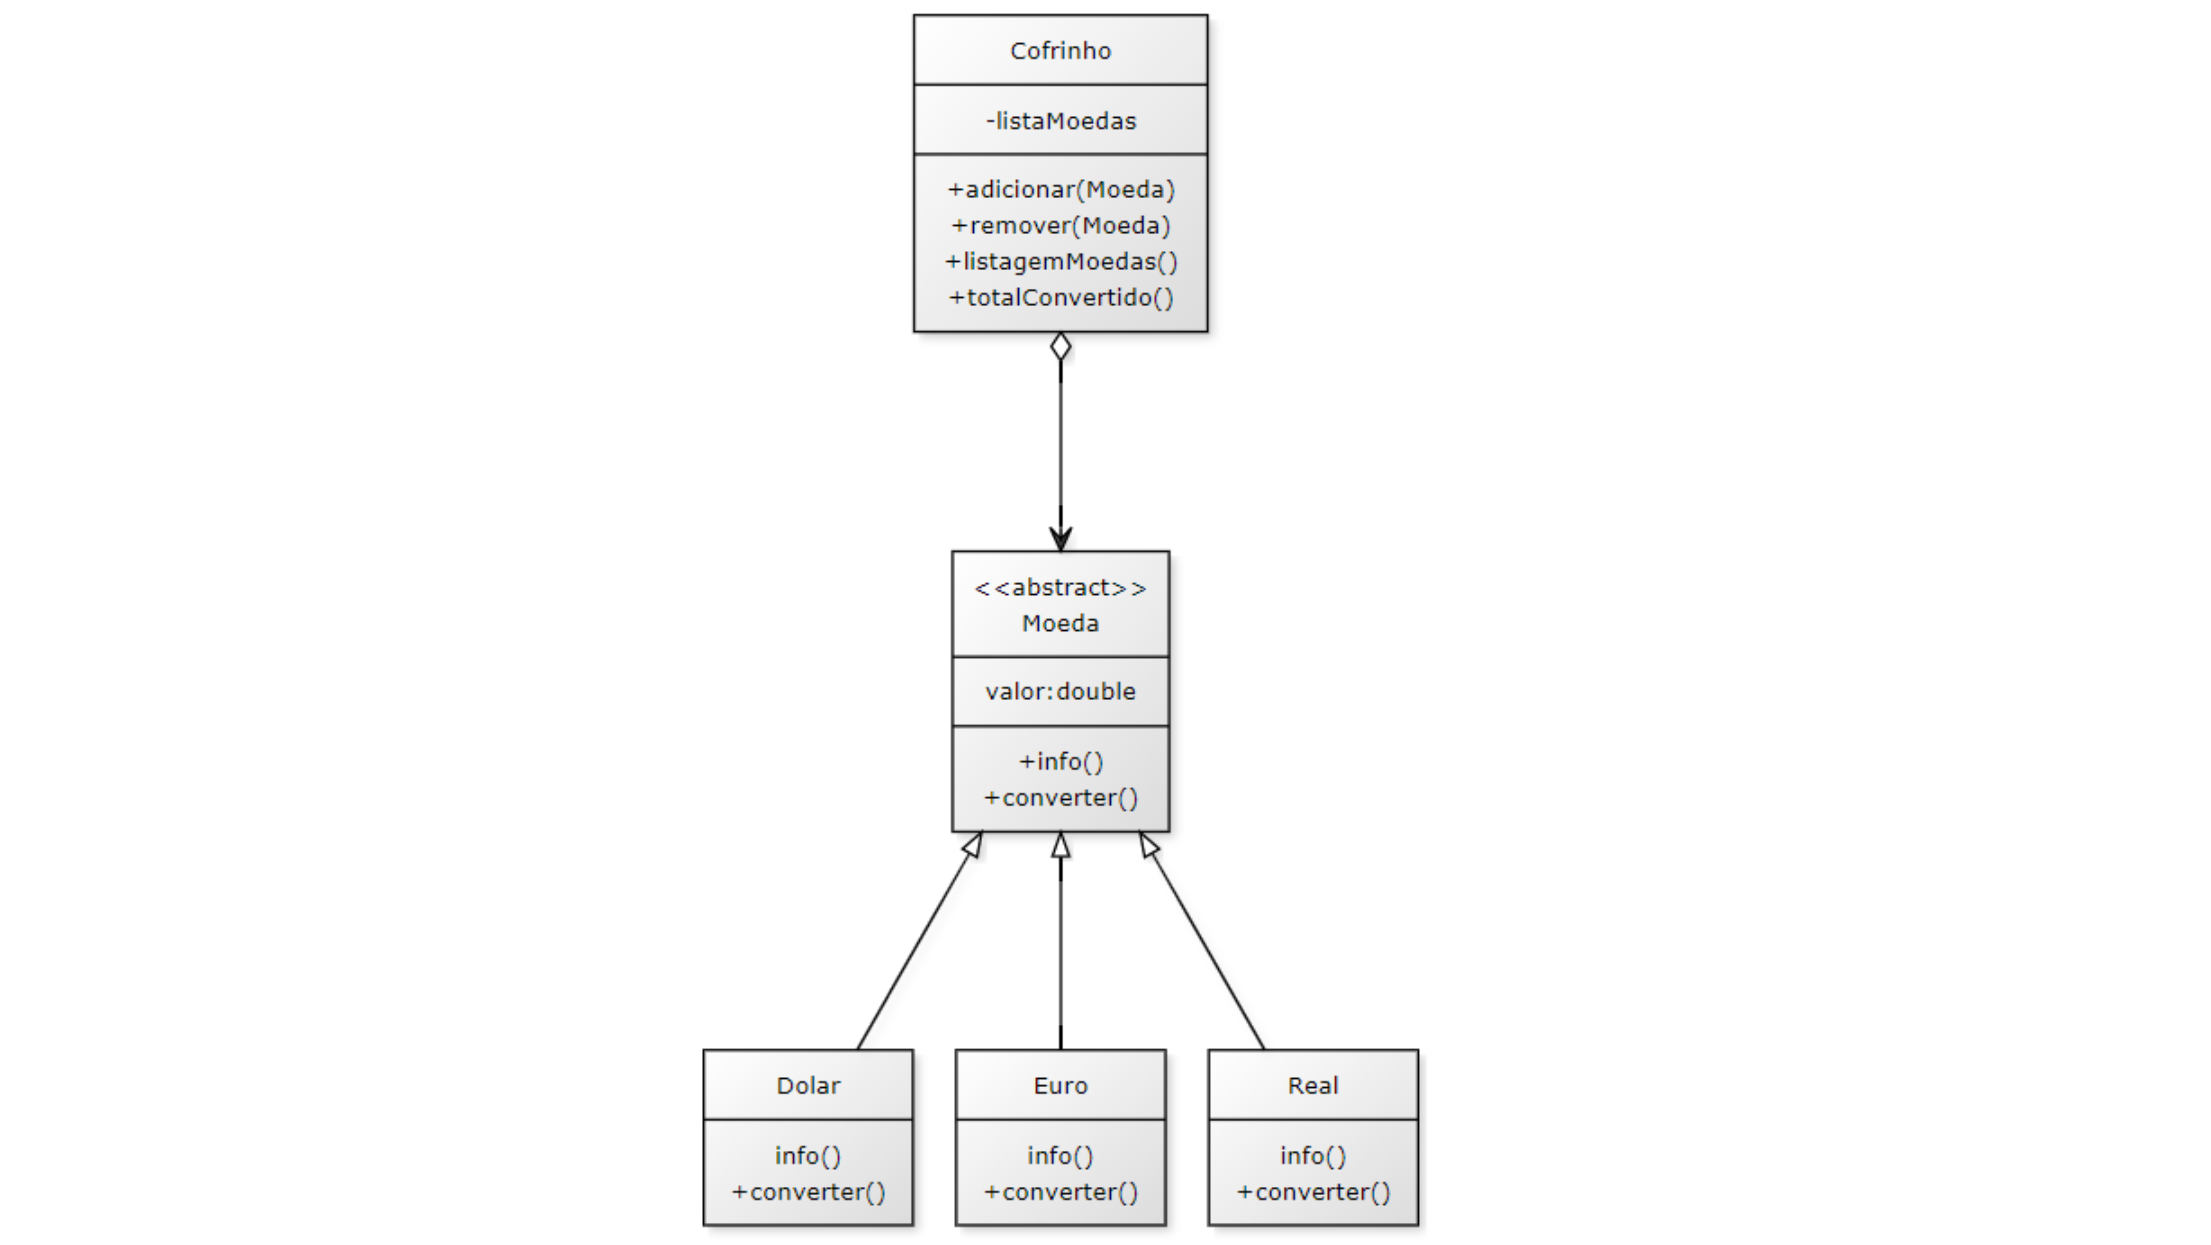 Cofrinho
-listaMoedas
+adicionar(Moeda)
+remover(Moeda)
+listagemMoedas()
+totalConvertido()
<<abstract>>
Moeda
valor:double
+info()
+converter()
Dolar
info()
+converter()
Euro
info()
+converter()
Real
info()
+converter()